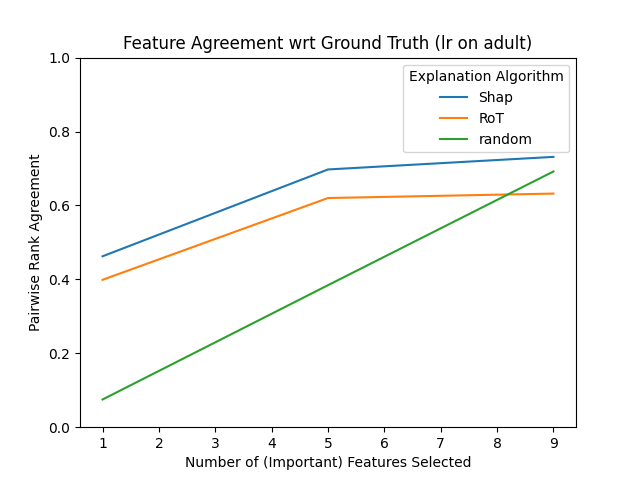 Feature Agreement wrt Ground Truth (lr on adult)
Explanation Algorithm
Shap
RoT
random
Pairwise Rank Agreement
1.0
0.8
0.6
0.4
0.2
0.0
1 2 3 4 5 6 7 8 9
Number of (Important) Features Selected